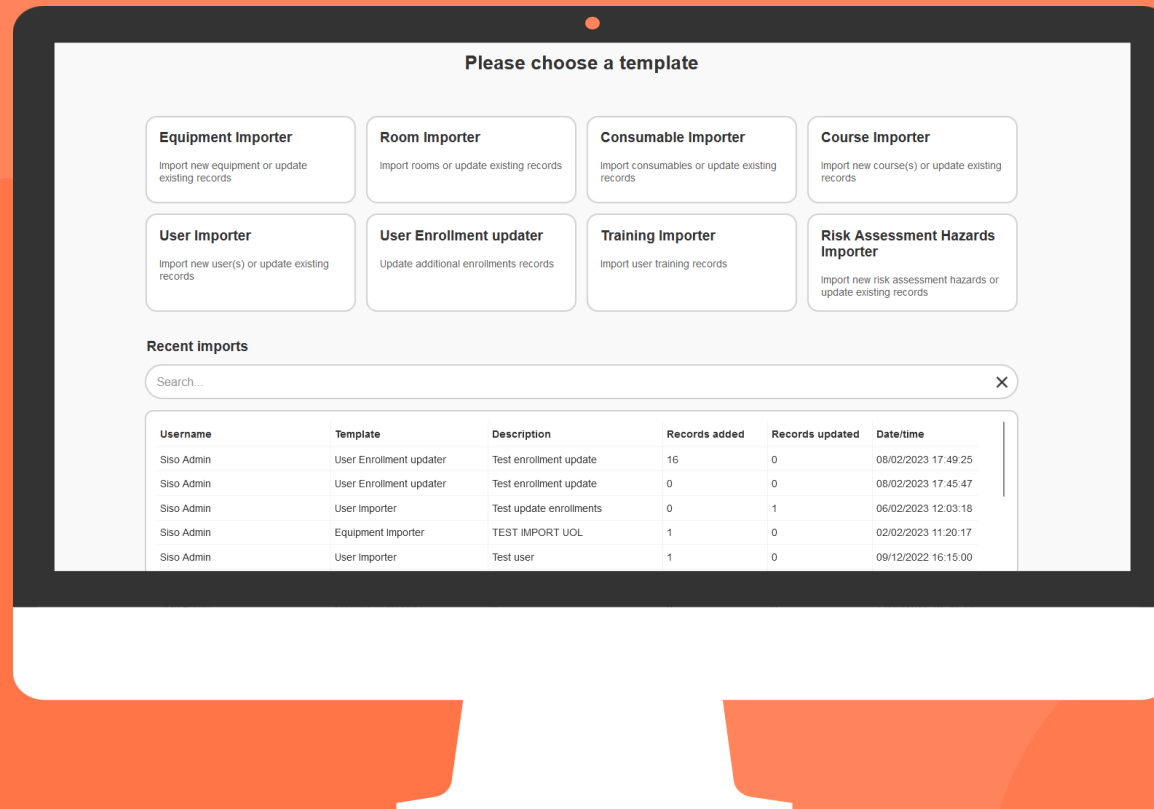 Please choose a template
Equipment Importer
Import new equipment or update
existing records
Room Importer
Import rooms or update existing records
Consumable Importer
Import consumables or update existing
records
Course Importer
Import new course(s) or update existing
records
User Importer
Import new user(s) or update existing
records
User Enrollment updater
Update additional enrollments records
Training Importer
Import user training records
Risk Assessment Hazards
Importer
Import new risk assessment hazards or
update existing records
Recent imports
Search...
Username Template Description Records added Records updated Date/time
Siso Admin User Enrollment updater Test enrollment update 16 0 08/02/2023 17:49:25
Siso Admin User Enrollment updater Test enrollment update 0 0 08/02/2023 17:45:47
Siso Admin User Importer Test update enrollments 0 1 06/02/2023 12:03:18
Siso Admin Equipment Importer TEST IMPORT UOL 1 0 02/02/2023 11:20:17
Siso Admin User Importer Test user 1 0 09/12/2022 16:15:00